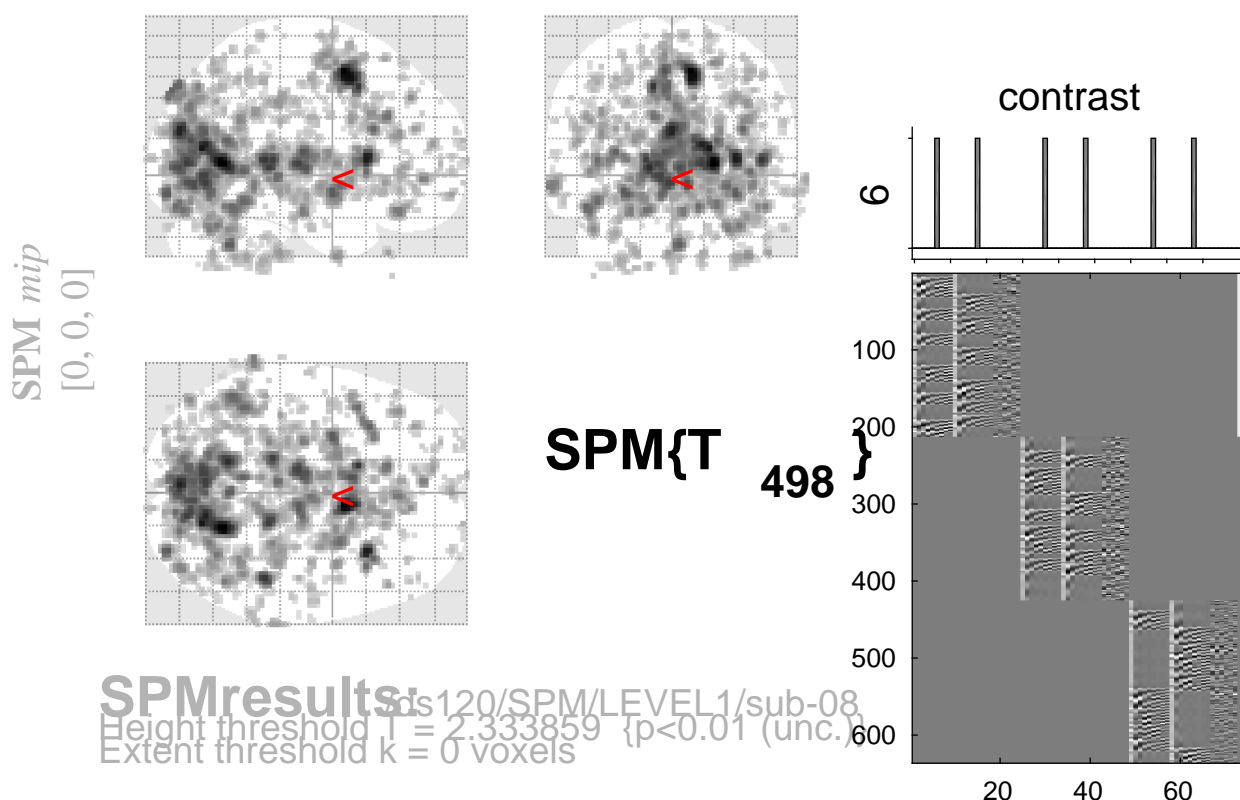 SPM mip
[0, 0, 0]
<
<
<
SPM{T498}
contrast
6
100
200
300
400
500
600
20
40
60
SPMresults: /ds120/SPM/LEVEL1/sub-08
Height threshold T = 2.333859 {p<0.01 (unc.)}
Extent threshold k = 0 voxels